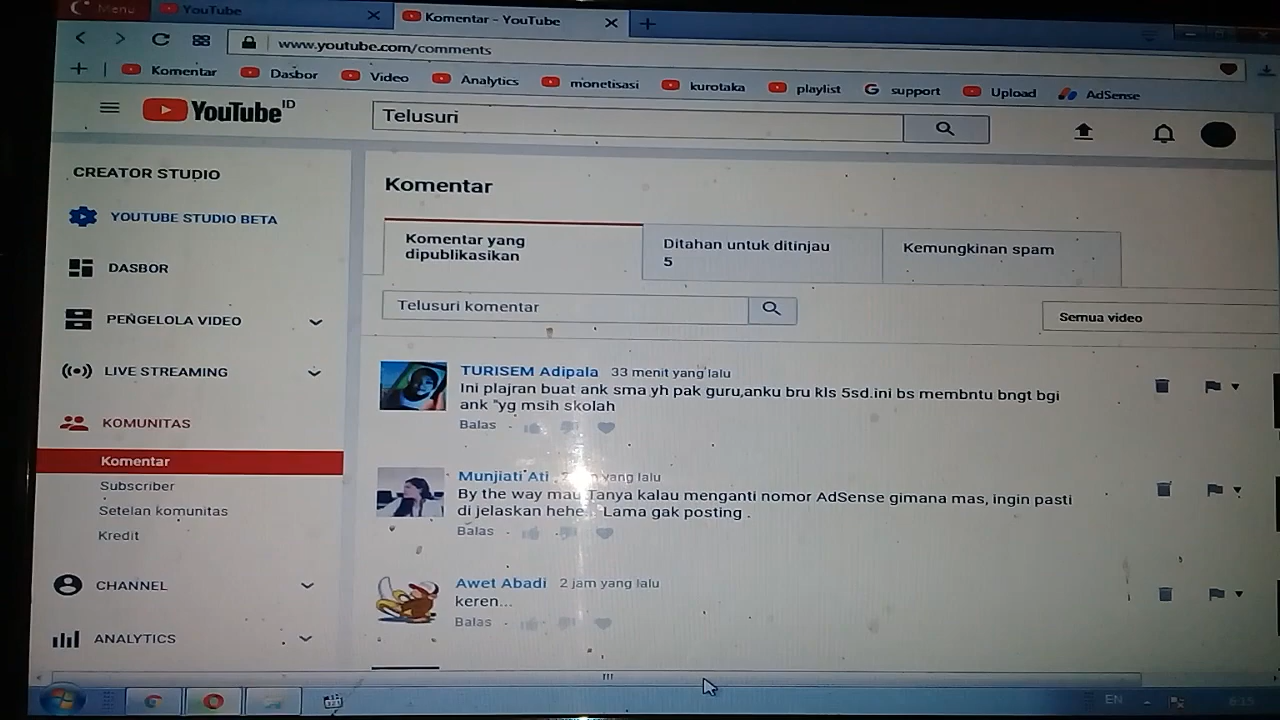 Menu
YouTube
Komentar - YouTube
www.youtube.com/comments
Komentar
Dasbor
Video
Analytics
monetisasi
kurotaka
playlist
G support
Upload
AdSense
YouTube ID
Telusuri
CREATOR STUDIO
YOUTUBE STUDIO BETA
DASBOR
PENGELOLA VIDEO
LIVE STREAMING
KOMUNITAS
Komentar
Subscriber
Setelan komunitas
Kredit
CHANNEL
ANALYTICS
Komentar
Komentar yang
dipublikasikan
Ditahan untuk ditinjau
5
Kemungkinan spam
Telusuri komentar
Semua video
TURISEM Adipala 33 menit yang lalu
Ini plajran buat ank sma yh pak guru,anku bru kls 5sd.ini bs membntu bngt bgi
ank "yg msih skolah
Balas
Munjiati Ati yang lalu
By the way mau Tanya kalau menganti nomor AdSense gimana mas, ingin pasti
di jelaskan hehe Lama gak posting .
Balas
Awet Abadi 2 jam yang lalu
keren...
Balas
EN